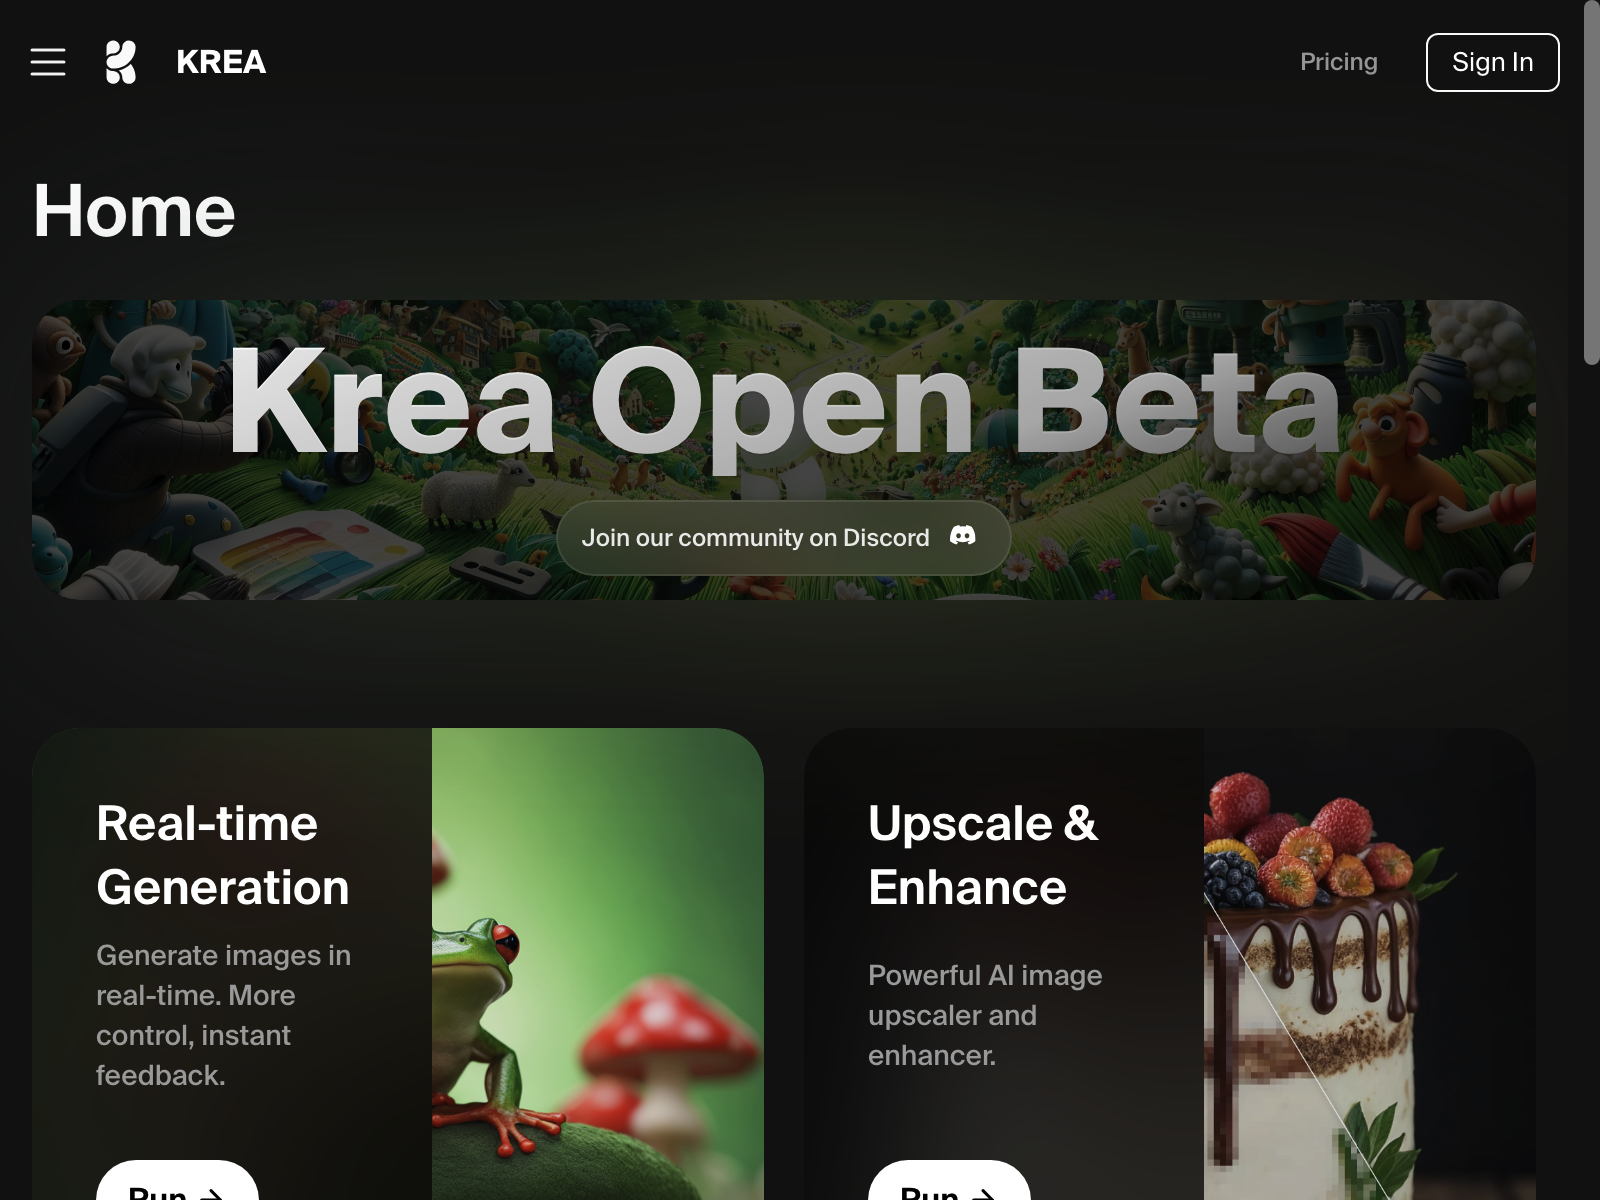 KREA
Pricing
Sign In
Home
Krea Open Beta
Join our community on Discord
Real-time
Generation
Generate images in
real-time. More
control, instant
feedback.
Run →
Upscale &
Enhance
Powerful AI image
upscaler and
enhancer.
Run →